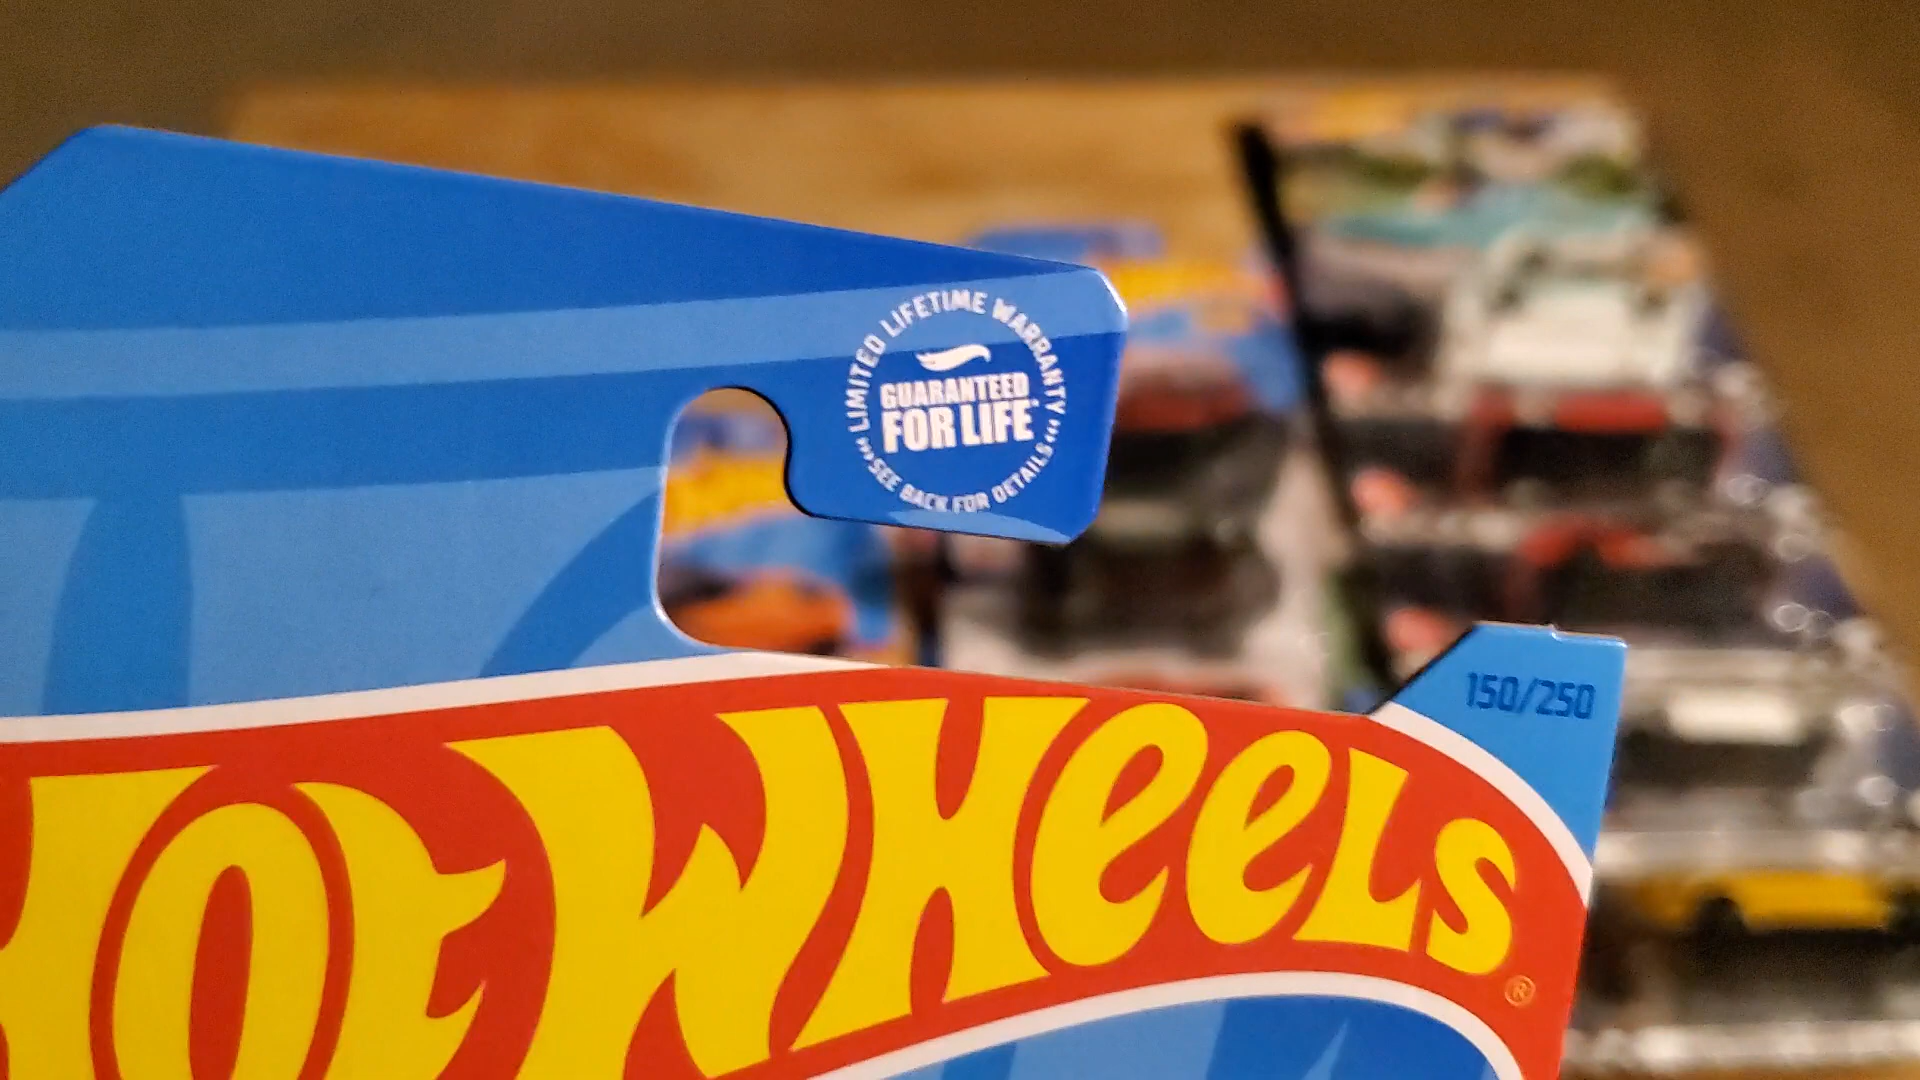 LIMITED LIFETIME WARRANTY
GUARANTEED
FOR LIFE
SEE BACK FOR DETAILS
150/250
HOT WHEELS®